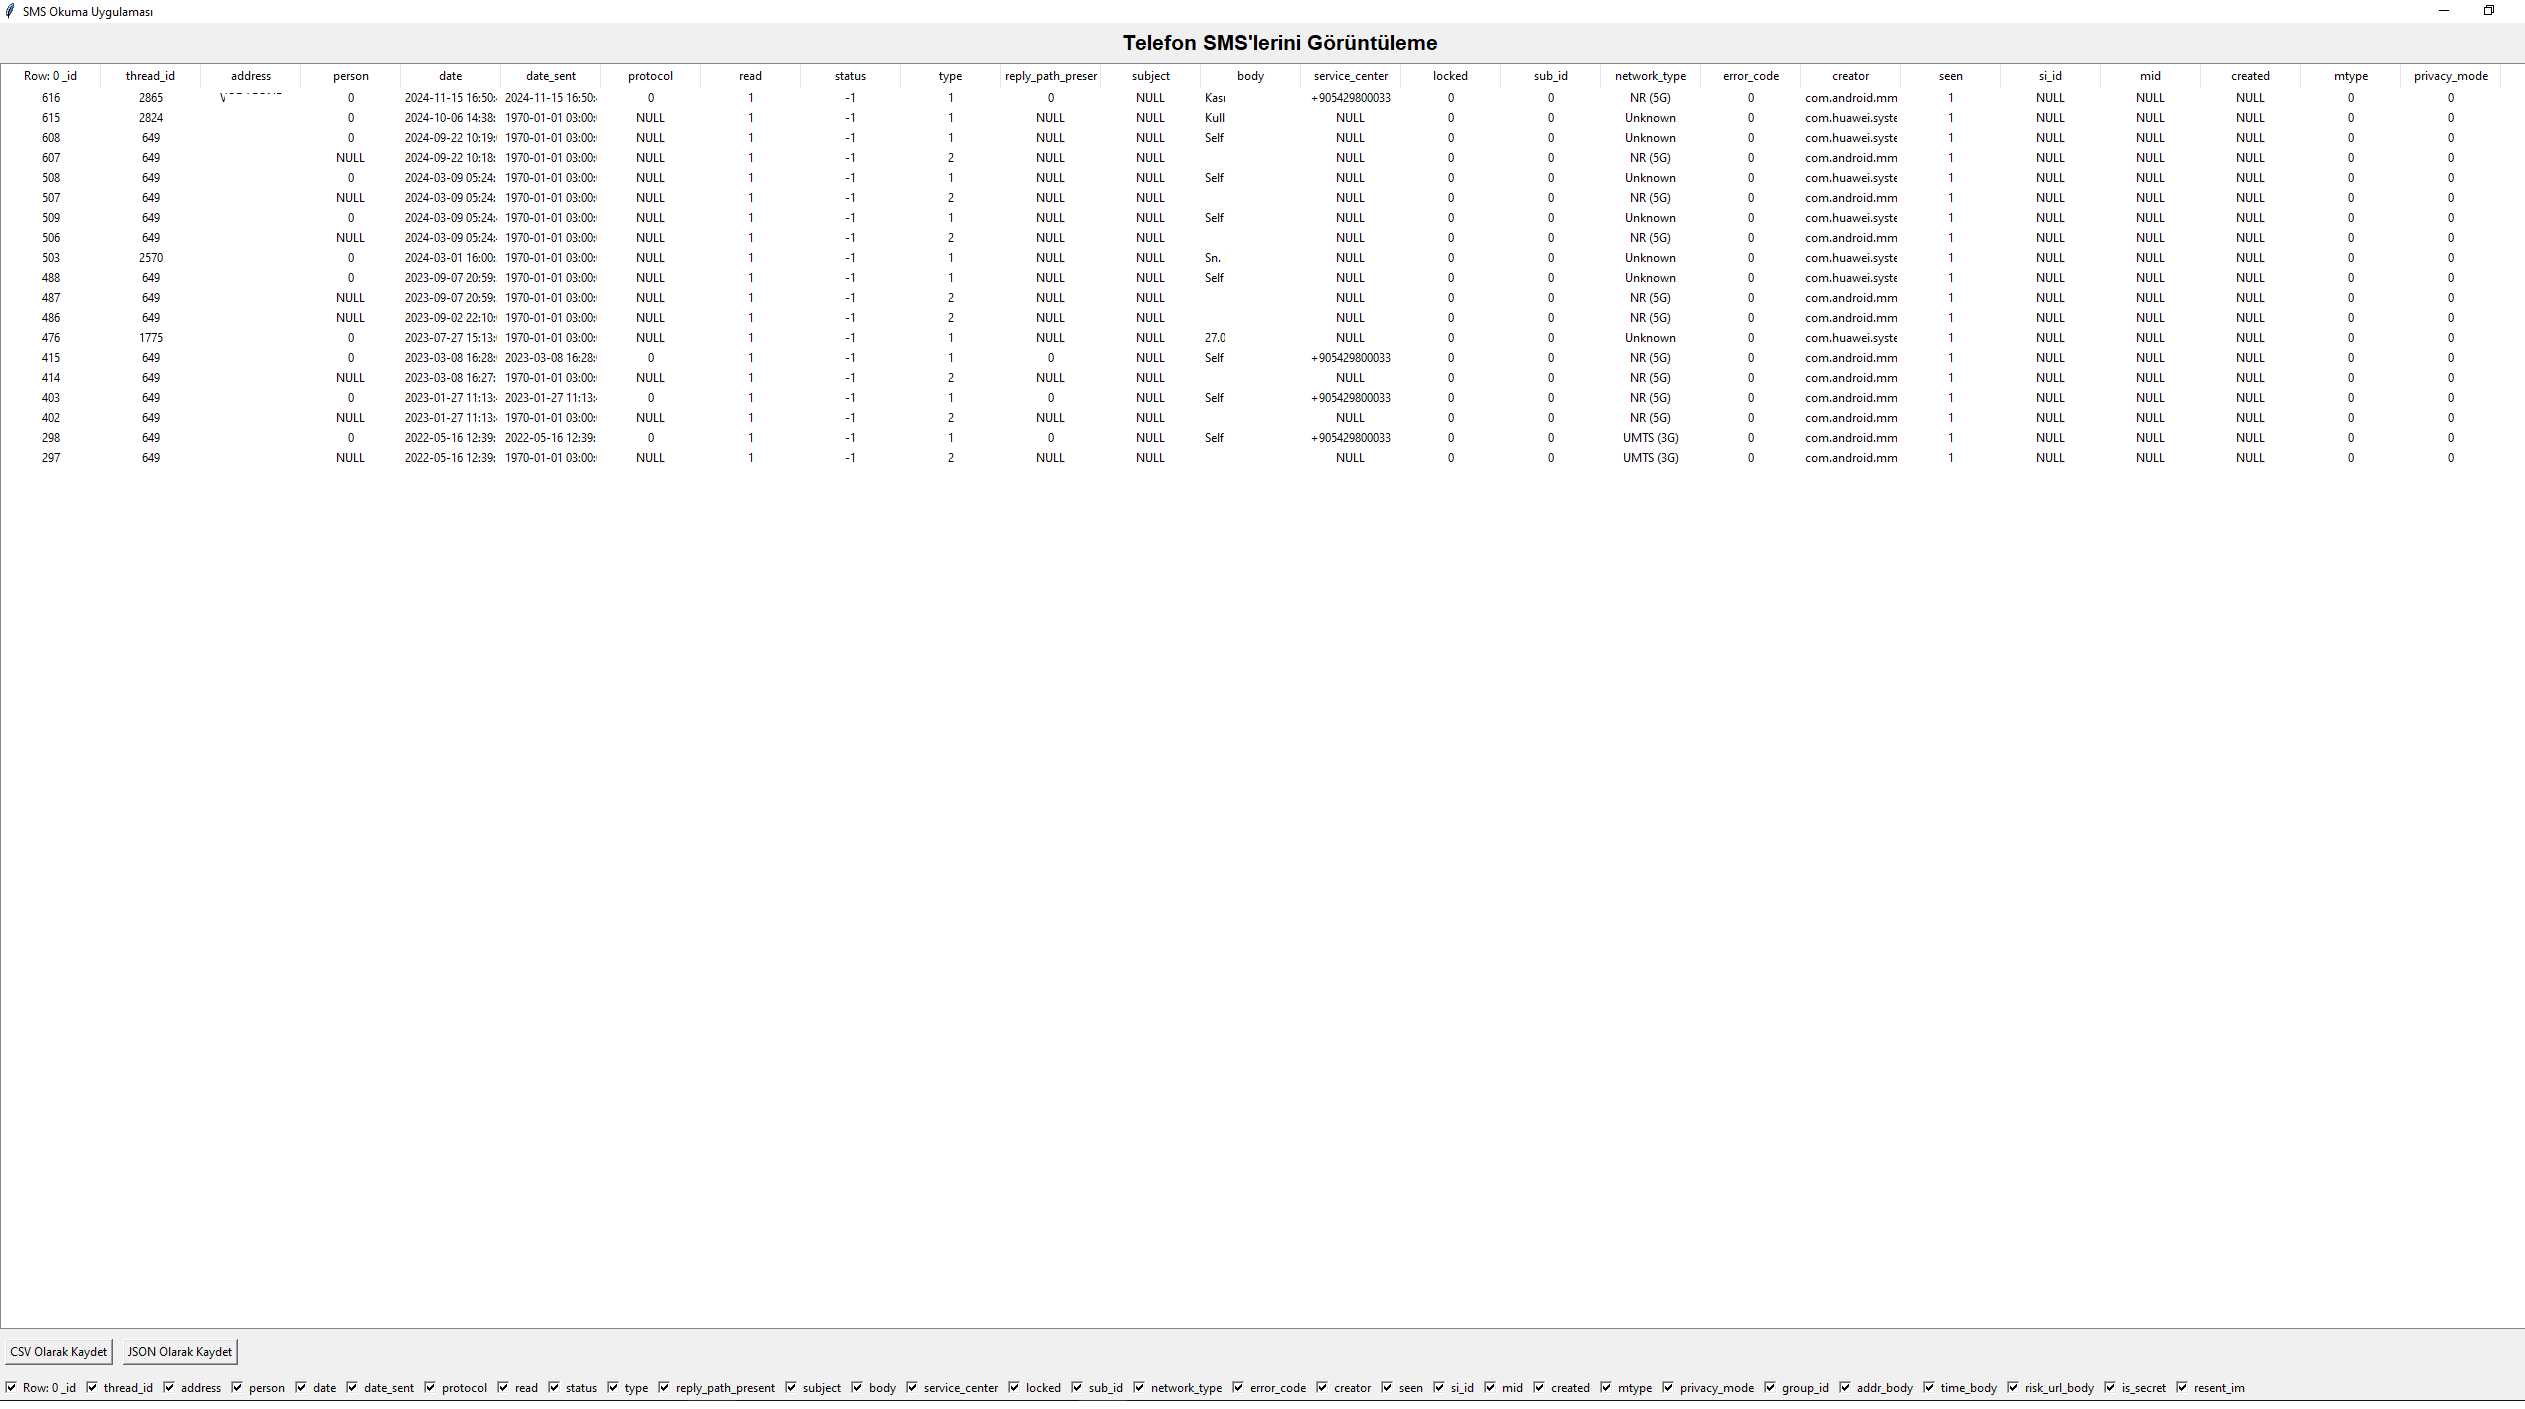 SMS Okuma Uygulaması
Telefon SMS'lerini Görüntüleme
Row: 0 _id thread_id address person date date_sent protocol read status type reply_path_preser subject body service_center locked sub_id network_type error_code creator seen si_id mid created mtype privacy_mode
616 2865 0 2024-11-15 16:50: 2024-11-15 16:50: 0 1 -1 1 0 NULL Kası +905429800033 0 0 NR (5G) 0 com.android.mm 1 NULL NULL NULL 0 0
615 2824 0 2024-10-06 14:38: 1970-01-01 03:00: NULL 1 -1 1 NULL NULL Kull NULL 0 0 Unknown 0 com.huawei.syste 1 NULL NULL NULL 0 0
608 649 0 2024-09-22 10:19: 1970-01-01 03:00: NULL 1 -1 1 NULL NULL Self NULL 0 0 Unknown 0 com.huawei.syste 1 NULL NULL NULL 0 0
607 649 NULL 2024-09-22 10:18: 1970-01-01 03:00: NULL 1 -1 2 NULL NULL NULL 0 0 NR (5G) 0 com.android.mm 1 NULL NULL NULL 0 0
508 649 0 2024-03-09 05:24: 1970-01-01 03:00: NULL 1 -1 1 NULL NULL Self NULL 0 0 Unknown 0 com.huawei.syste 1 NULL NULL NULL 0 0
507 649 NULL 2024-03-09 05:24: 1970-01-01 03:00: NULL 1 -1 2 NULL NULL NULL 0 0 NR (5G) 0 com.android.mm 1 NULL NULL NULL 0 0
509 649 0 2024-03-09 05:24: 1970-01-01 03:00: NULL 1 -1 1 NULL NULL Self NULL 0 0 Unknown 0 com.huawei.syste 1 NULL NULL NULL 0 0
506 649 NULL 2024-03-09 05:24: 1970-01-01 03:00: NULL 1 -1 2 NULL NULL NULL 0 0 NR (5G) 0 com.android.mm 1 NULL NULL NULL 0 0
503 2570 0 2024-03-01 16:00: 1970-01-01 03:00: NULL 1 -1 1 NULL NULL Sn. NULL 0 0 Unknown 0 com.huawei.syste 1 NULL NULL NULL 0 0
488 649 0 2023-09-07 20:59: 1970-01-01 03:00: NULL 1 -1 1 NULL NULL Self NULL 0 0 Unknown 0 com.huawei.syste 1 NULL NULL NULL 0 0
487 649 NULL 2023-09-07 20:59: 1970-01-01 03:00: NULL 1 -1 2 NULL NULL NULL 0 0 NR (5G) 0 com.android.mm 1 NULL NULL NULL 0 0
486 649 NULL 2023-09-02 22:10: 1970-01-01 03:00: NULL 1 -1 2 NULL NULL NULL 0 0 NR (5G) 0 com.android.mm 1 NULL NULL NULL 0 0
476 1775 0 2023-07-27 15:13: 1970-01-01 03:00: NULL 1 -1 1 NULL NULL 27.0 NULL 0 0 Unknown 0 com.huawei.syste 1 NULL NULL NULL 0 0
415 649 0 2023-03-08 16:28: 2023-03-08 16:28: 0 1 -1 1 0 NULL Self +905429800033 0 0 NR (5G) 0 com.android.mm 1 NULL NULL NULL 0 0
414 649 NULL 2023-03-08 16:27: 1970-01-01 03:00: NULL 1 -1 2 NULL NULL NULL 0 0 NR (5G) 0 com.android.mm 1 NULL NULL NULL 0 0
403 649 0 2023-01-27 11:13: 2023-01-27 11:13: 0 1 -1 1 0 NULL Self +905429800033 0 0 NR (5G) 0 com.android.mm 1 NULL NULL NULL 0 0
402 649 NULL 2023-01-27 11:13: 1970-01-01 03:00: NULL 1 -1 2 NULL NULL NULL 0 0 NR (5G) 0 com.android.mm 1 NULL NULL NULL 0 0
298 649 0 2022-05-16 12:39: 2022-05-16 12:39: 0 1 -1 1 0 NULL Self +905429800033 0 0 UMTS (3G) 0 com.android.mm 1 NULL NULL NULL 0 0
297 649 NULL 2022-05-16 12:39: 1970-01-01 03:00: NULL 1 -1 2 NULL NULL NULL 0 0 UMTS (3G) 0 com.android.mm 1 NULL NULL NULL 0 0
CSV Olarak Kaydet JSON Olarak Kaydet
Row: 0 _id thread_id address person date date_sent protocol read status type reply_path_present subject body service_center locked sub_id network_type error_code creator seen si_id mid created mtype privacy_mode group_id addr_body time_body risk_url_body is_secret resent_im